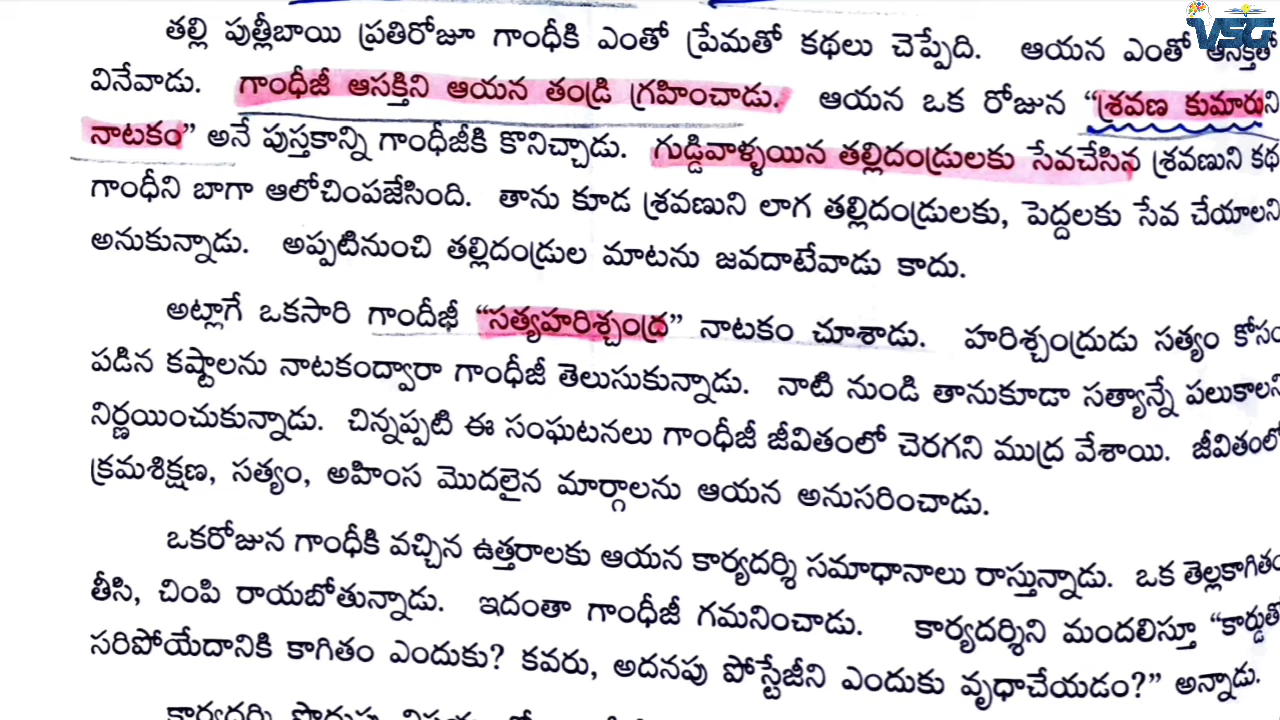 VSG
తల్లి పుత్లీబాయి ప్రతిరోజూ గాంధీకి ఎంతో ప్రేమతో కథలు చెప్పేది. ఆయన ఎంతో ఆసక్తితో
వినేవాడు. గాంధీజీ ఆసక్తిని ఆయన తండ్రి గ్రహించాడు. ఆయన ఒక రోజున “శ్రవణ కుమారుని
నాటకం” అనే పుస్తకాన్ని గాంధీజీకి కొనిచ్చాడు. గుడ్డివాళ్ళయిన తల్లిదండ్రులకు సేవచేసిన శ్రవణుని కథ
గాంధీని బాగా ఆలోచింపజేసింది. తాను కూడ శ్రవణుని లాగ తల్లిదండ్రులకు, పెద్దలకు సేవ చేయాలని
అనుకున్నాడు. అప్పటినుంచి తల్లిదండ్రుల మాటను జవదాటేవాడు కాదు.
అట్లాగే ఒకసారి గాందీజీ “సత్యహరిశ్చంద్ర” నాటకం చూశాడు. హరిశ్చంద్రుడు సత్యం కోసం
పడిన కష్టాలను నాటకంద్వారా గాంధీజీ తెలుసుకున్నాడు. నాటి నుండి తానుకూడా సత్యాన్నే పలుకాలని
నిర్ణయించుకున్నాడు. చిన్నప్పటి ఈ సంఘటనలు గాంధీజీ జీవితంలో చెరగని ముద్ర వేశాయి. జీవితంలో
క్రమశిక్షణ, సత్యం, అహింస మొదలైన మార్గాలను ఆయన అనుసరించాడు.
ఒకరోజున గాంధీకి వచ్చిన ఉత్తరాలకు ఆయన కార్యదర్శి సమాధానాలు రాస్తున్నాడు. ఒక తెల్లకాగితం
తీసి, చింపి రాయబోతున్నాడు. ఇదంతా గాంధీజీ గమనించాడు. కార్యదర్శిని మందలిస్తూ “కార్డుతో
సరిపోయేదానికి కాగితం ఎందుకు? కవరు, అదనపు పోస్టేజీని ఎందుకు వృధాచేయడం?” అన్నాడు.